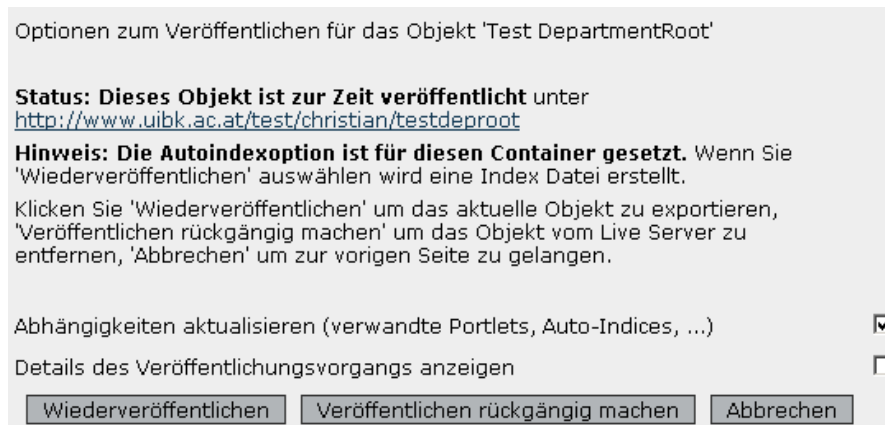 Optionen zum Veröffentlichen für das Objekt 'Test DepartmentRoot'
Status: Dieses Objekt ist zur Zeit veröffentlicht unter
http://www.uibk.ac.at/test/christian/testdeproot
Hinweis: Die Autoindexoption ist für diesen Container gesetzt. Wenn Sie
'Wiederveröffentlichen' auswählen wird eine Index Datei erstellt.
Klicken Sie 'Wiederveröffentlichen' um das aktuelle Objekt zu exportieren,
'Veröffentlichen rückgängig machen' um das Objekt vom Live Server zu
entfernen, 'Abbrechen' um zur vorigen Seite zu gelangen.
Abhängigkeiten aktualisieren (verwandte Portlets, Auto-Indices, ...)
Details des Veröffentlichungsvorgangs anzeigen
Wiederveröffentlichen Veröffentlichen rückgängig machen Abbrechen